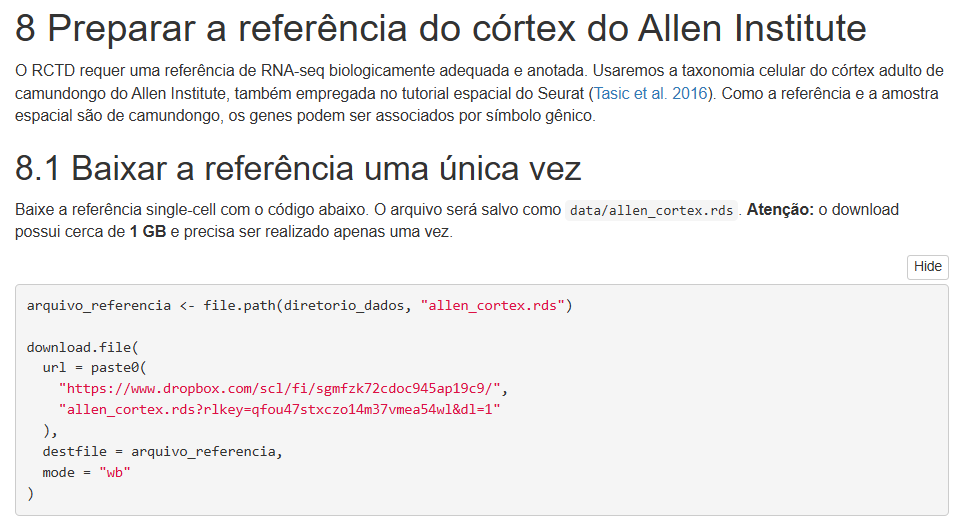 8 Preparar a referência do córtex do Allen Institute
O RCTD requer uma referência de RNA-seq biologicamente adequada e anotada. Usaremos a taxonomia celular do córtex adulto de
camundongo do Allen Institute, também empregada no tutorial espacial do Seurat (Tasic et al. 2016). Como a referência e a amostra
espacial são de camundongo, os genes podem ser associados por símbolo gênico.
8.1 Baixar a referência uma única vez
Baixe a referência single-cell com o código abaixo. O arquivo será salvo como data/allen_cortex.rds. Atenção: o download
possui cerca de 1 GB e precisa ser realizado apenas uma vez.
Hide
arquivo_referencia <- file.path(diretorio_dados, "allen_cortex.rds")
download.file(
  url = paste0(
    "https://www.dropbox.com/scl/fi/sgmfzk72cdoc945ap19c9/",
    "allen_cortex.rds?rlkey=qfou47stxczo14m37vmea54wl&dl=1"
  ),
  destfile = arquivo_referencia,
  mode = "wb"
)